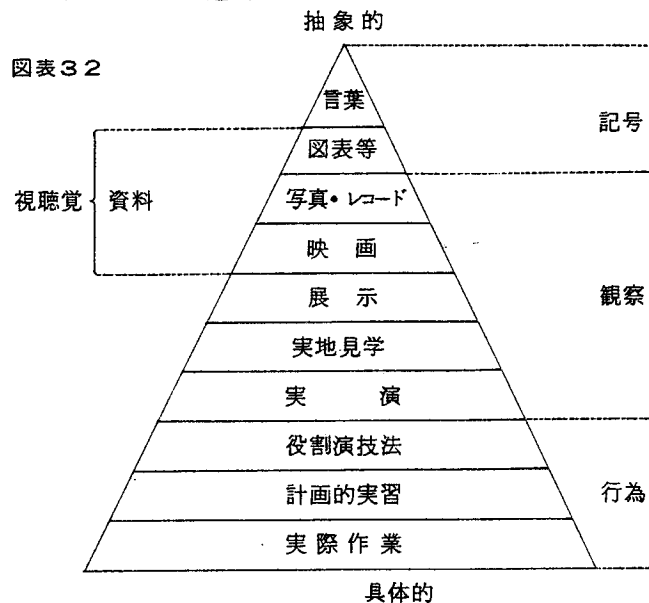 抽象的
図表32
言葉
記号
図表等
視聴覚 資料
写真・レコード
映画
展示
観察
実地見学
実演
役割演技法
計画的実習
行為
実際作業
具体的